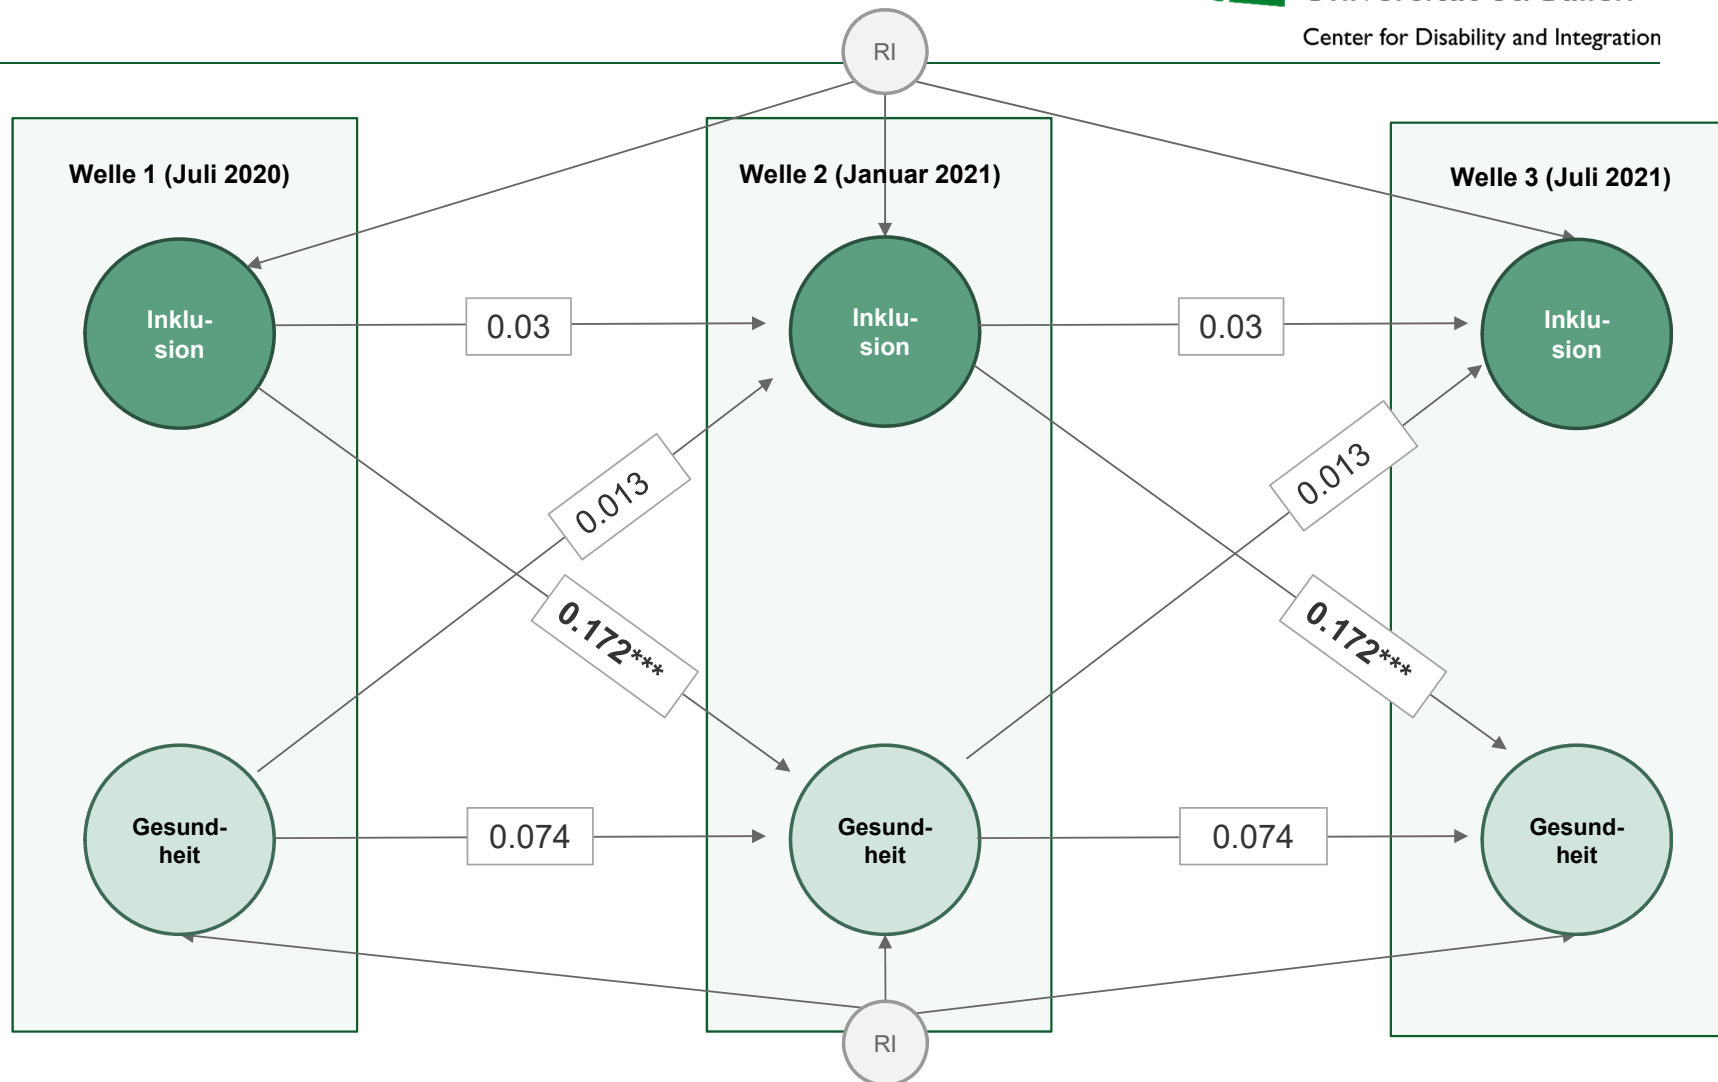 Center for Disability and Integration
RI
Welle 1 (Juli 2020)
Welle 2 (Januar 2021)
Welle 3 (Juli 2021)
Inklu-
sion
0.03
Inklu-
sion
0.03
Inklu-
sion
0.013
0.013
0.172***
0.172***
Gesund-
heit
0.074
Gesund-
heit
0.074
Gesund-
heit
RI